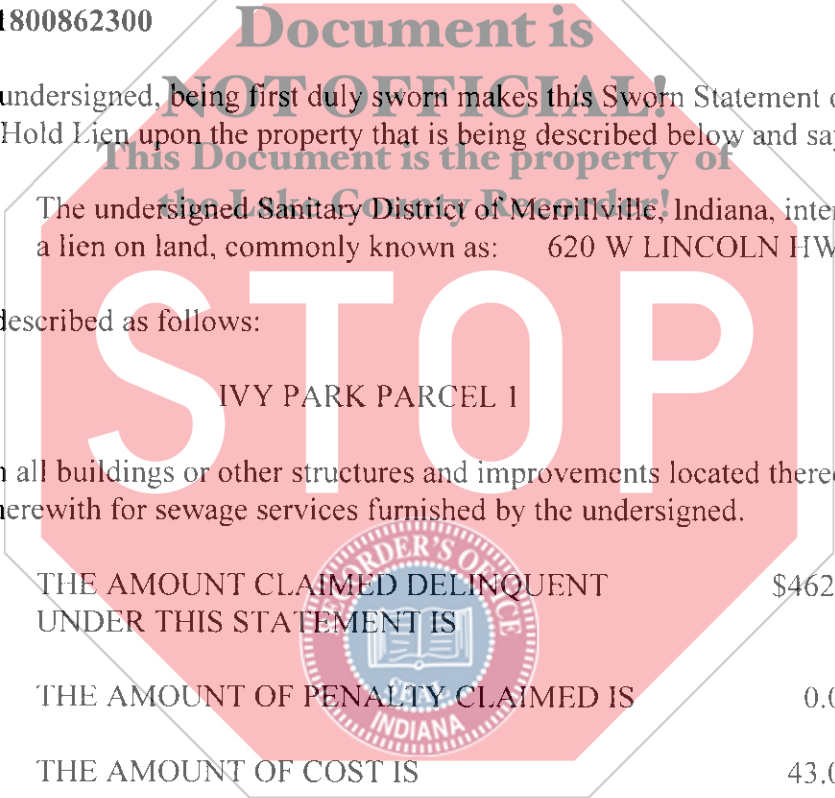 1800862300
Document is
NOT OFFICIAL!
undersigned, being first duly sworn makes this Sworn Statement
Hold Lien upon the property that is being described below and sa
This Document is the property of
the Lake County Recorder!
The undersigned Sanitary District of Merrillville, Indiana, inte
a lien on land, commonly known as: 620 W LINCOLN HW
described as follows:
STOP
IVY PARK PARCEL 1
all buildings or other structures and improvements located there
herewith for sewage services furnished by the undersigned.
RECORDER'S OFFICE
THE AMOUNT CLAIMED DELINQUENT $462
UNDER THIS STATEMENT IS
SEAL
THE AMOUNT OF PENALTY CLAIMED IS 0.0
INDIANA
THE AMOUNT OF COST IS 43.0